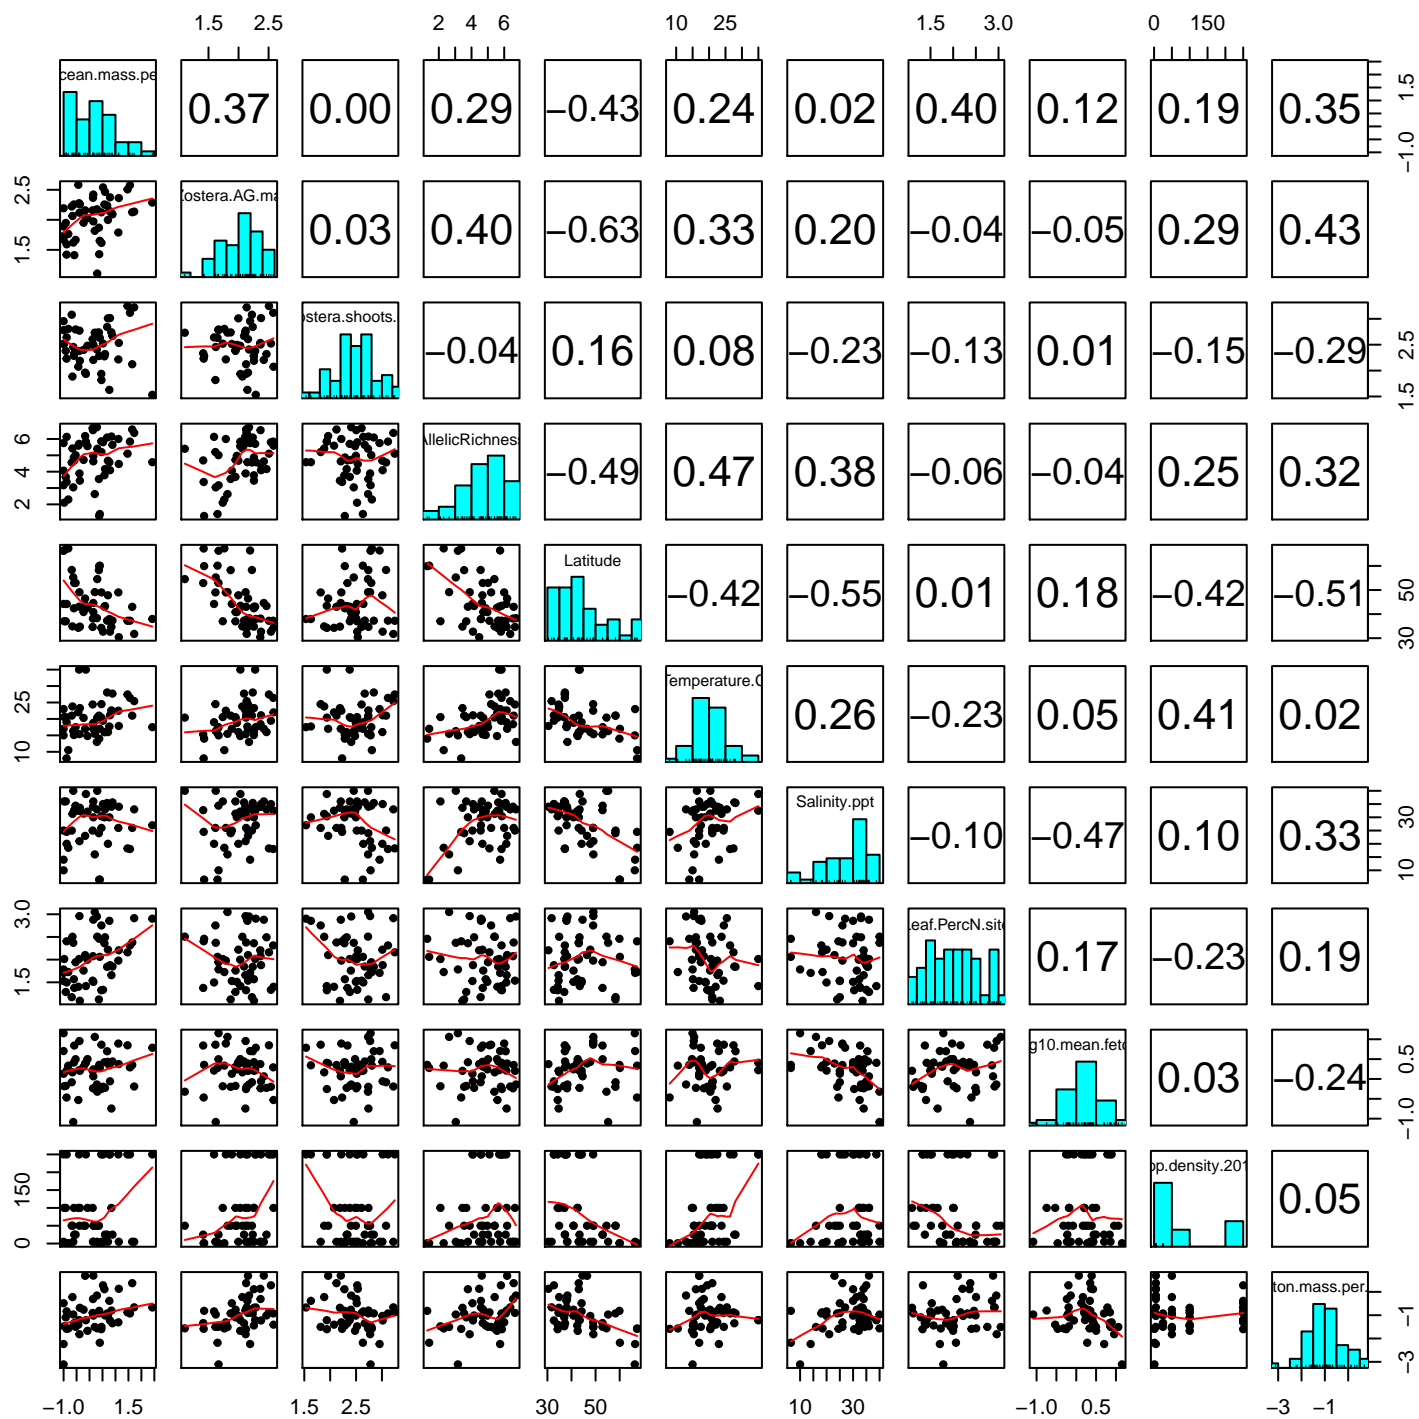 1.5 2.5 2 4 6 10 25 1.5 3.0 0 150
cean.mass.pe 0.37 0.00 0.29 −0.43 0.24 0.02 0.40 0.12 0.19 0.35 −1.0 1.5
1.5 2.5 Zostera.AG.ma 0.03 0.40 −0.63 0.33 0.20 −0.04 −0.05 0.29 0.43
ostera.shoots. −0.04 0.16 0.08 −0.23 −0.13 0.01 −0.15 −0.29 1.5 2.5
2 4 6 AllelicRichness −0.49 0.47 0.38 −0.06 −0.04 0.25 0.32
Latitude −0.42 −0.55 0.01 0.18 −0.42 −0.51 30 50
10 25 Temperature.C 0.26 −0.23 0.05 0.41 0.02
Salinity.ppt −0.10 −0.47 0.10 0.33 10 30
1.5 3.0 Leaf.PercN.site 0.17 −0.23 0.19
g10.mean.fetc 0.03 −0.24 −1.0 0.5
0 150 op.density.201 0.05
ton.mass.per. −3 −1
−1.0 1.5 1.5 2.5 30 50 10 30 −1.0 0.5 −3 −1